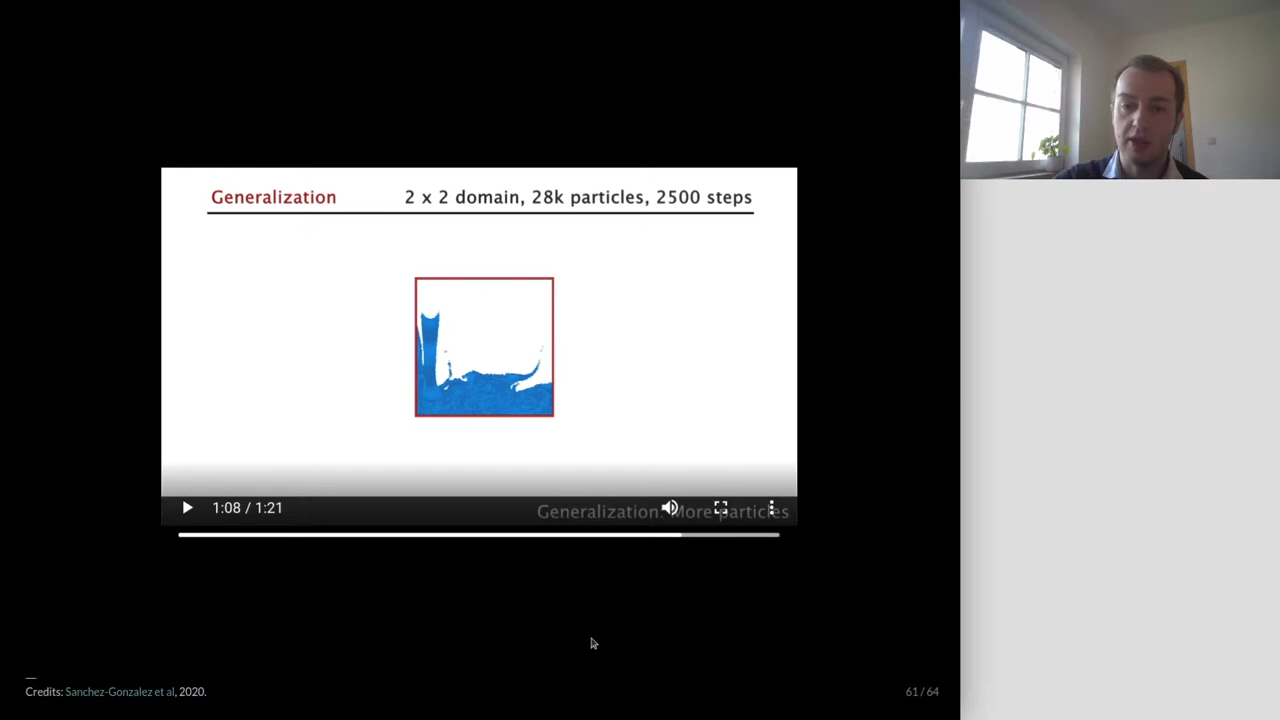 Generalization 2 x 2 domain, 28k particles, 2500 steps
1:08 / 1:21
Generalization: More particles
Credits: Sanchez-Gonzalez et al, 2020.
61 / 64